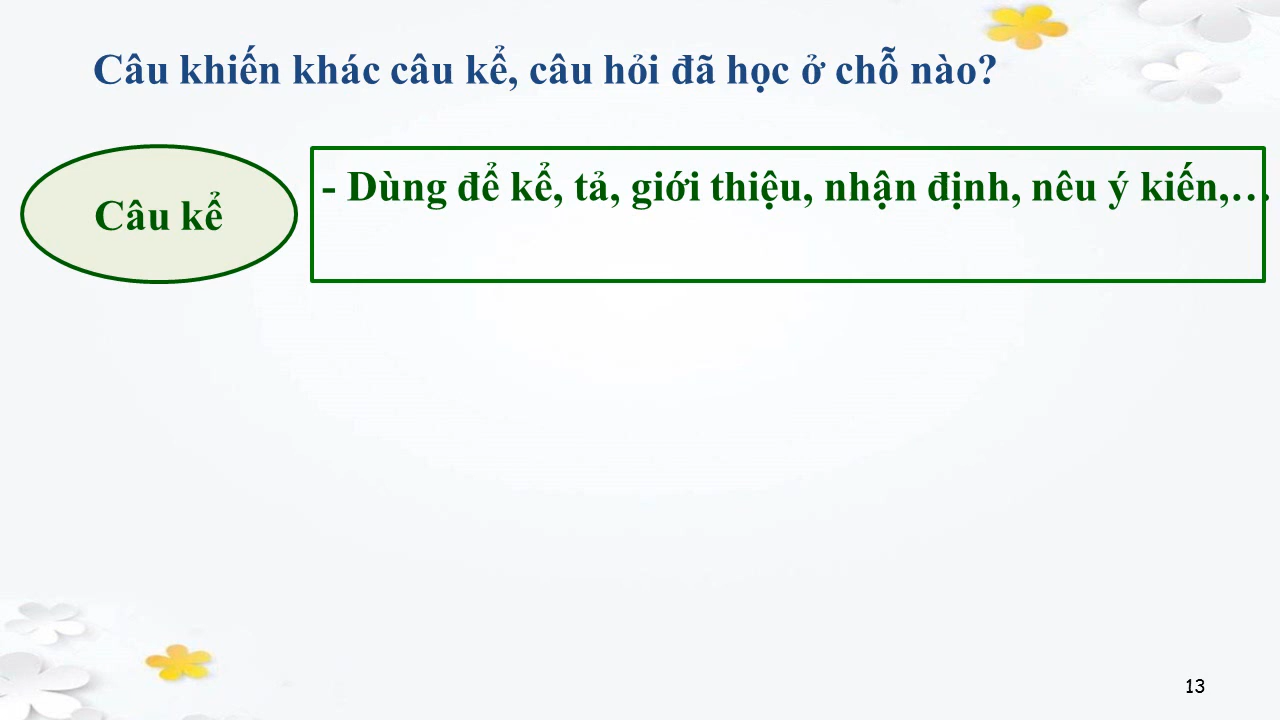 Câu khiến khác câu kể, câu hỏi đã học ở chỗ nào?
Câu kể
- Dùng để kể, tả, giới thiệu, nhận định, nêu ý kiến,…
13